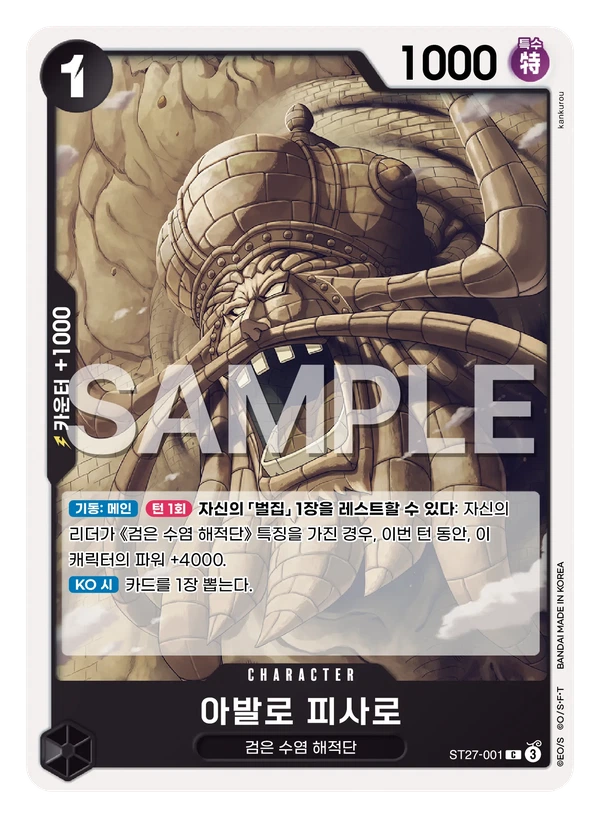 1
1000
특수
特
kankurou
카운터 +1000
SAMPLE
기동: 메인 턴 1회 자신의 「벌집」 1장을 레스트할 수 있다: 자신의
리더가 《검은 수염 해적단》 특징을 가진 경우, 이번 턴 동안, 이
캐릭터의 파워 +4000.
KO 시 카드를 1장 뽑는다.
CHARACTER
아발로 피사로
검은 수염 해적단
ST27-001 C 3
©EO/S ©O/S·F·T BANDAI MADE IN KOREA